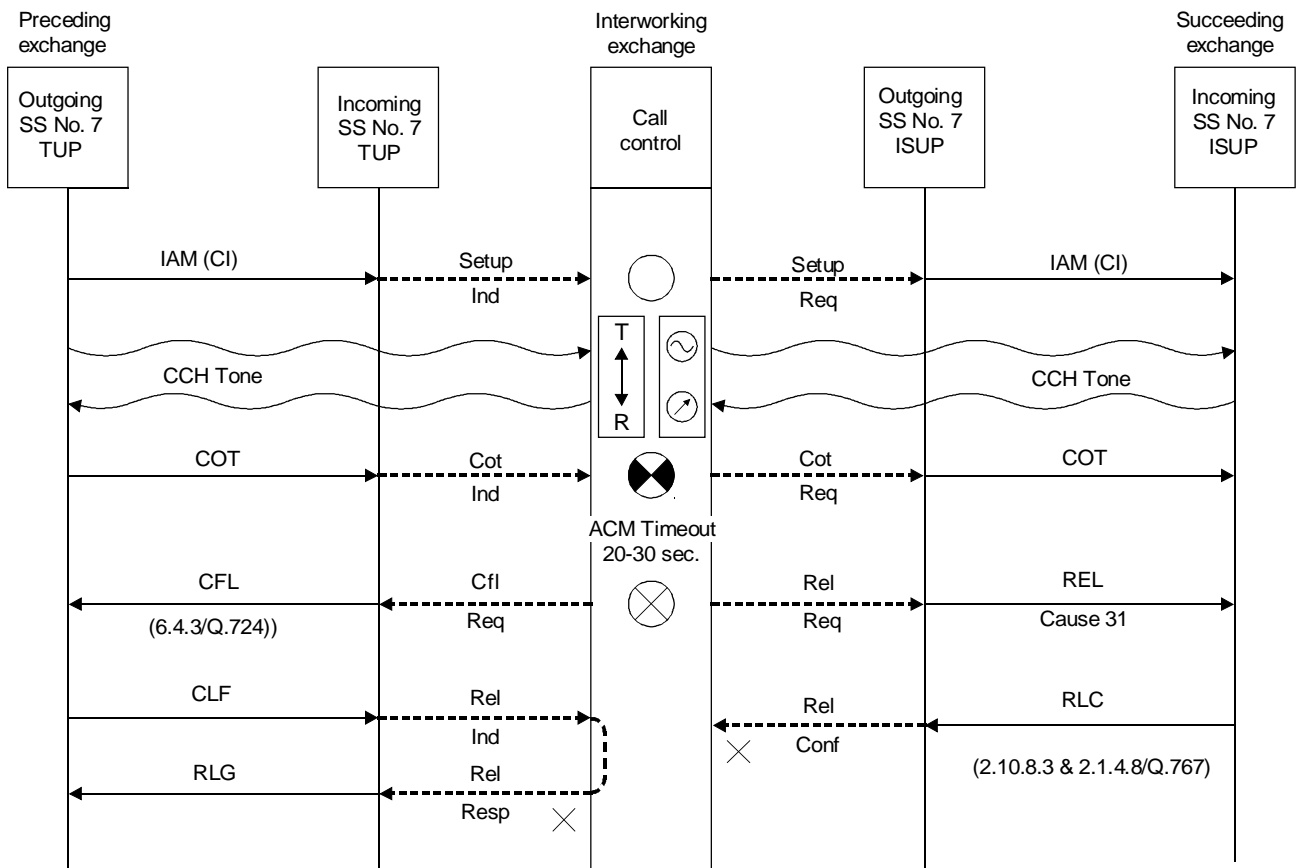 Preceding
exchange
Interworking
exchange
Succeeding
exchange
Outgoing
SS No. 7
TUP
Incoming
SS No. 7
TUP
Call
control
Outgoing
SS No. 7
ISUP
Incoming
SS No. 7
ISUP
IAM (CI)
Setup
Ind
Setup
Req
IAM (CI)
T
R
CCH Tone
CCH Tone
COT
Cot
Ind
Cot
Req
COT
ACM Timeout
20-30 sec.
CFL
(6.4.3/Q.724))
Cfl
Req
Rel
Req
REL
Cause 31
CLF
Rel
Ind
Rel
Conf
RLC
(2.10.8.3 & 2.1.4.8/Q.767)
RLG
Rel
Resp